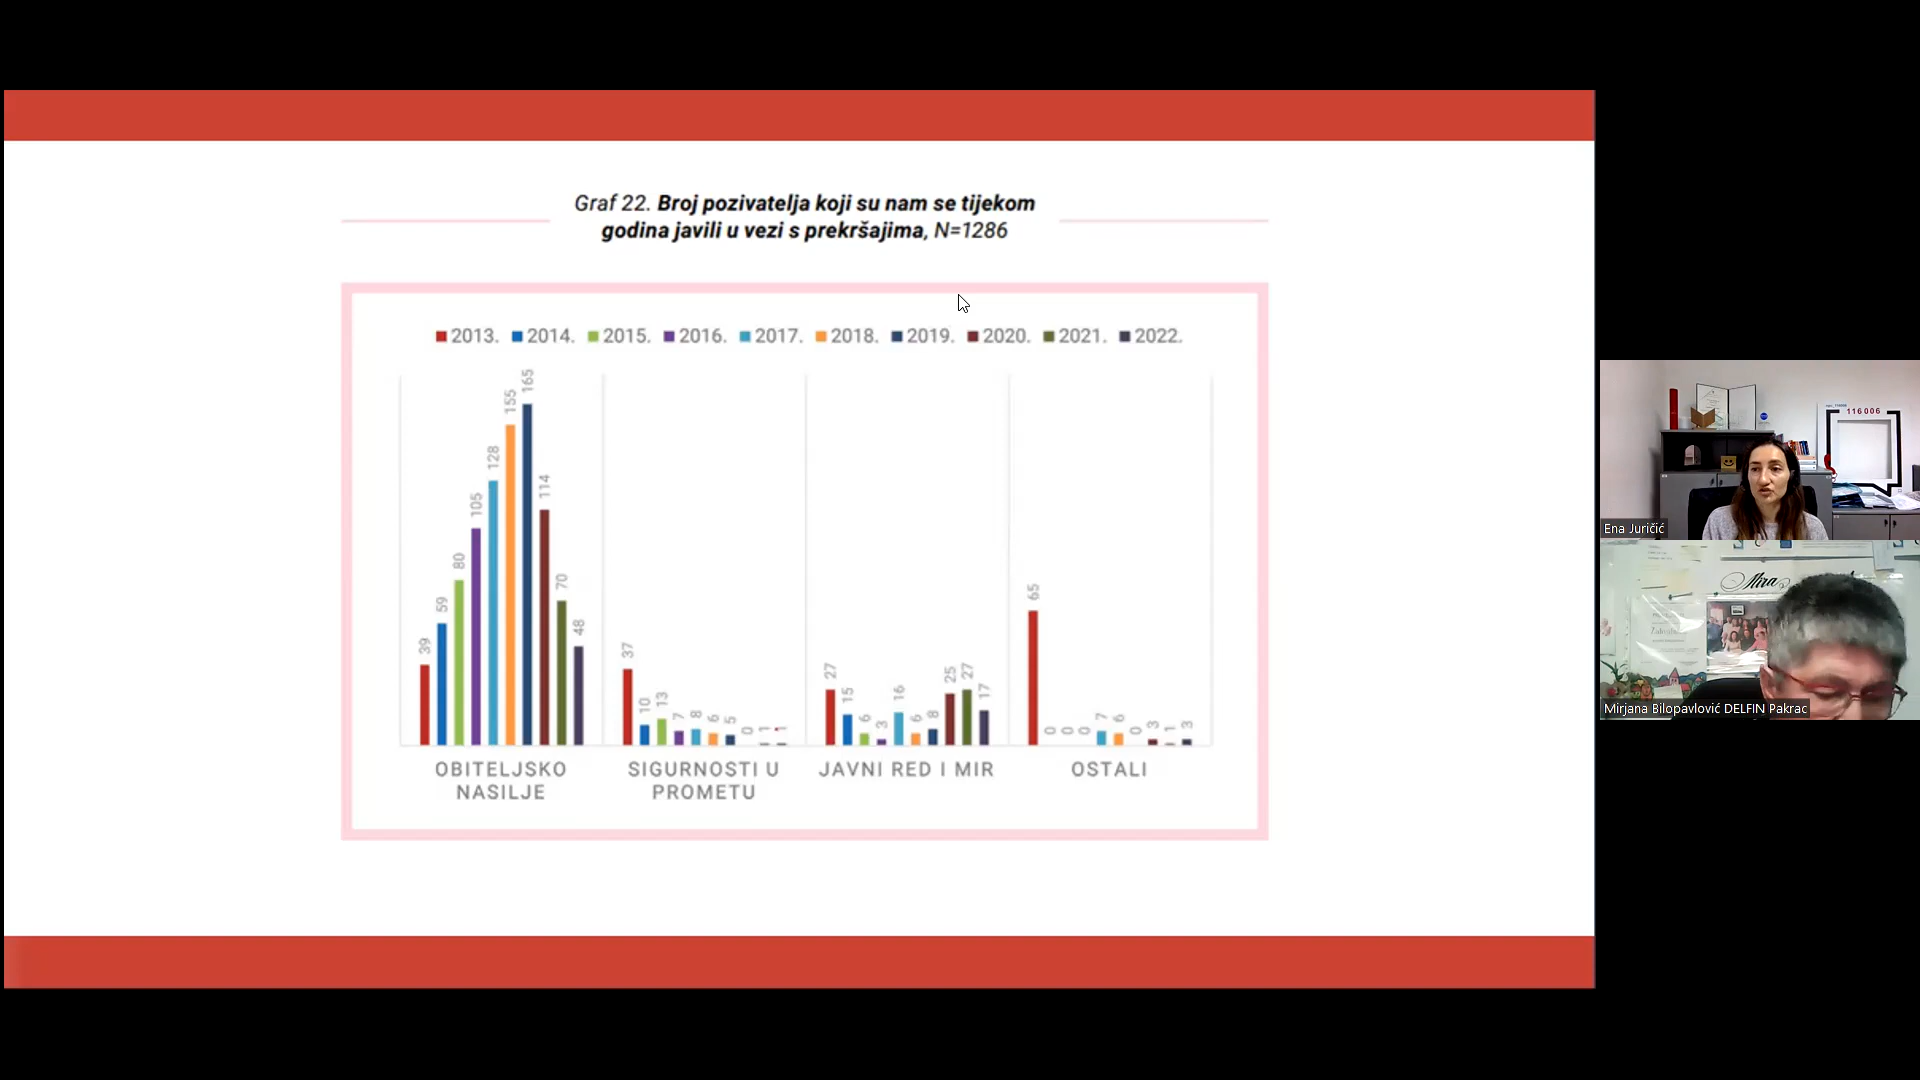 Graf 22. Broj pozivatelja koji su nam se tijekom
godina javili u vezi s prekršajima, N=1286
2013. 2014. 2015. 2016. 2017. 2018. 2019. 2020. 2021. 2022.
39 59 80 105 128 155 165 114 70 48
37 10 13 7 8 6 5 0 1 1
27 15 6 3 16 6 8 25 27 17
65 0 0 0 7 6 0 3 1 3
OBITELJSKO
NASILJE
SIGURNOSTI U
PROMETU
JAVNI RED I MIR
OSTALI
116 006
Ena Juričić
Mira
Mirjana Bilopavlović DELFIN Pakrac